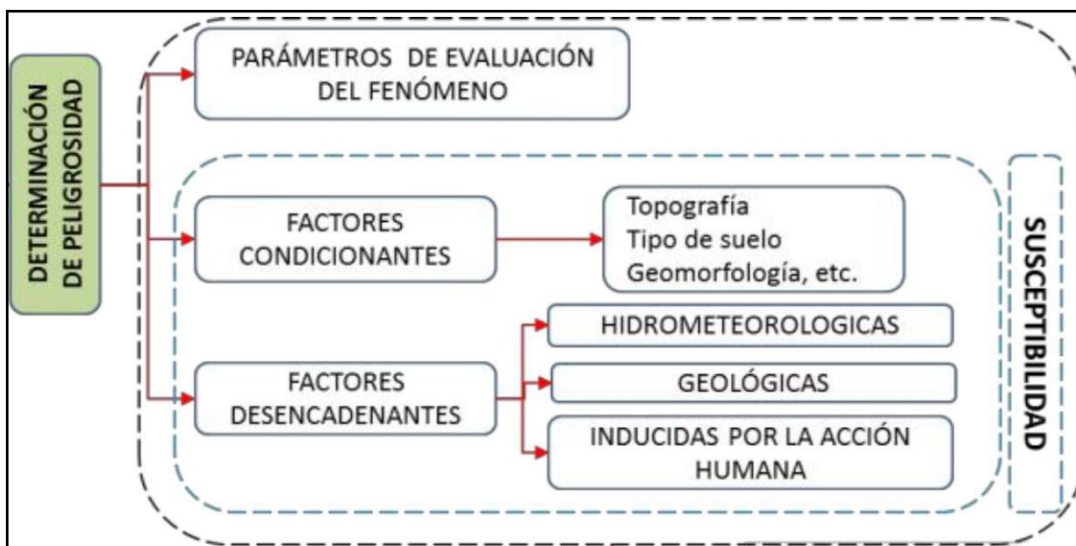 DETERMINACIÓN
DE PELIGROSIDAD
PARÁMETROS DE EVALUACIÓN
DEL FENÓMENO
FACTORES
CONDICIONANTES
Topografía
Tipo de suelo
Geomorfología, etc.
FACTORES
DESENCADENANTES
HIDROMETEOROLOGICAS
GEOLÓGICAS
INDUCIDAS POR LA ACCIÓN
HUMANA
SUSCEPTIBILIDAD